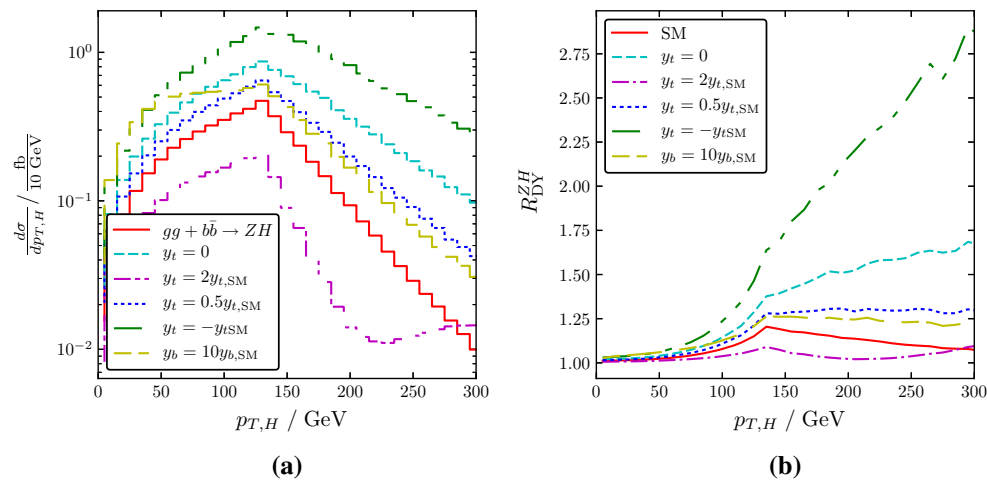 dσ/dp_{T,H} / fb/10 GeV
10^0
10^{-1}
10^{-2}
gg + bb̄ → ZH
y_t = 0
y_t = 2y_{t,SM}
y_t = 0.5y_{t,SM}
y_t = −y_{tSM}
y_b = 10y_{b,SM}
0 50 100 150 200 250 300
p_{T,H} / GeV
(a)
R^{ZH}_{DY}
2.75
2.50
2.25
2.00
1.75
1.50
1.25
1.00
SM
y_t = 0
y_t = 2y_{t,SM}
y_t = 0.5y_{t,SM}
y_t = −y_{tSM}
y_b = 10y_{b,SM}
0 50 100 150 200 250 300
p_{T,H} / GeV
(b)